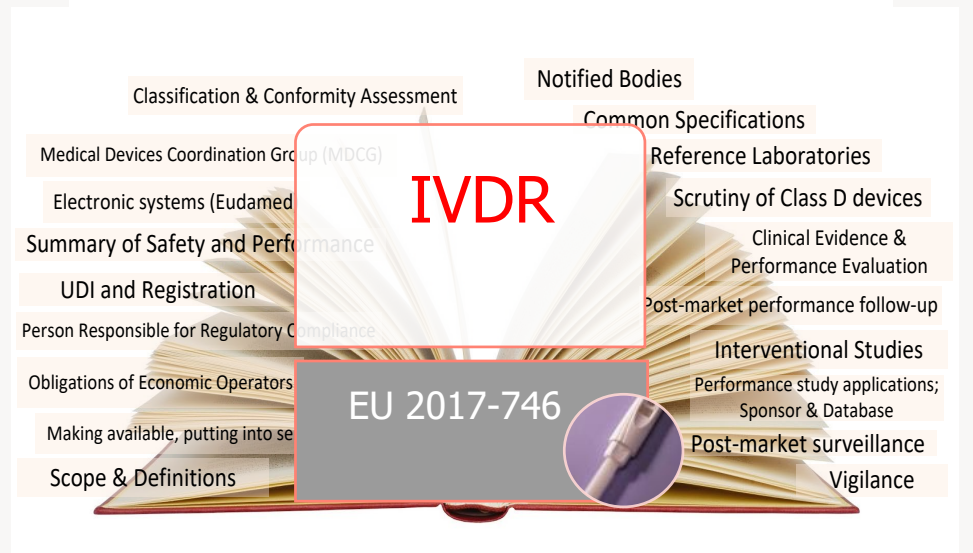 Classification & Conformity Assessment
Medical Devices Coordination Group (MDCG)
Electronic systems (Eudamed
Summary of Safety and Performance
UDI and Registration
Person Responsible for Regulatory Compliance
Obligations of Economic Operators
Making available, putting into se
Scope & Definitions
IVDR
EU 2017-746
Notified Bodies
Common Specifications
Reference Laboratories
Scrutiny of Class D devices
Clinical Evidence &
Performance Evaluation
Post-market performance follow-up
Interventional Studies
Performance study applications;
Sponsor & Database
Post-market surveillance
Vigilance